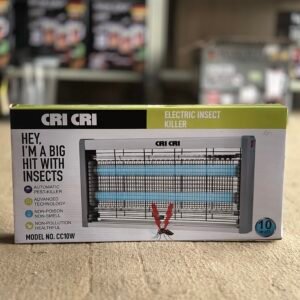 CRI CRI
ELECTRIC INSECT
KILLER
HEY,
I'M A BIG
HIT WITH
INSECTS
AUTOMATIC
PEST-KILLER
ADVANCED
TECHNOLOGY
NON-POISON
NON-SMELL
NON-POLLUTION
HEALTHFUL
MODEL NO. CC10W
CRI CRI
10